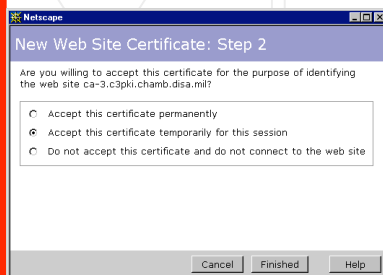 Netscape
New Web Site Certificate: Step 2
Are you willing to accept this certificate for the purpose of identifying
the web site ca-3.c3pki.chamb.disa.mil?
Accept this certificate permanently
Accept this certificate temporarily for this session
Do not accept this certificate and do not connect to the web site
Cancel Finished Help